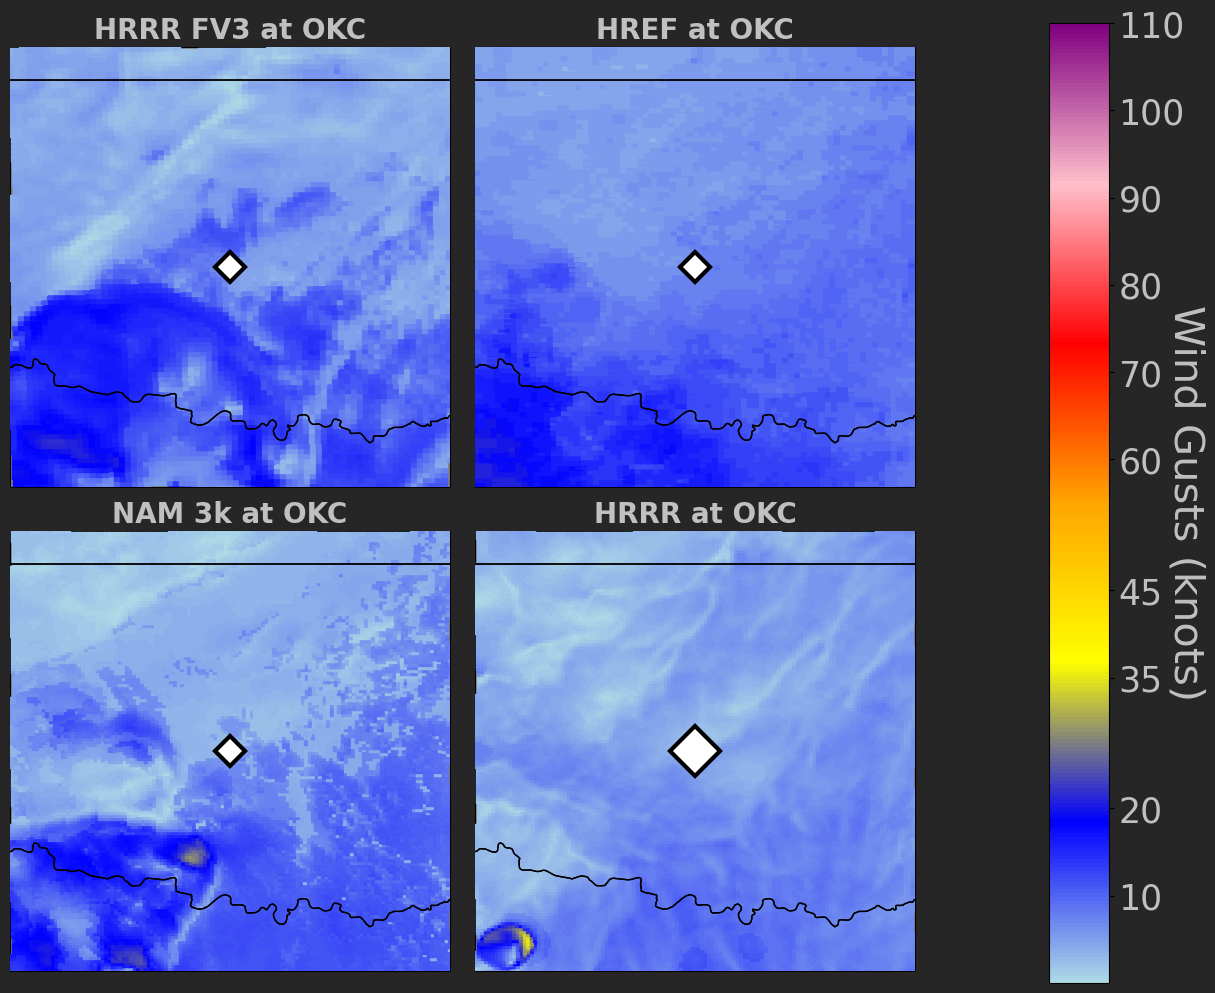 HRRR FV3 at OKC
HREF at OKC
NAM 3k at OKC
HRRR at OKC
110
100
90
80
70
60
45
35
20
10
Wind Gusts (knots)